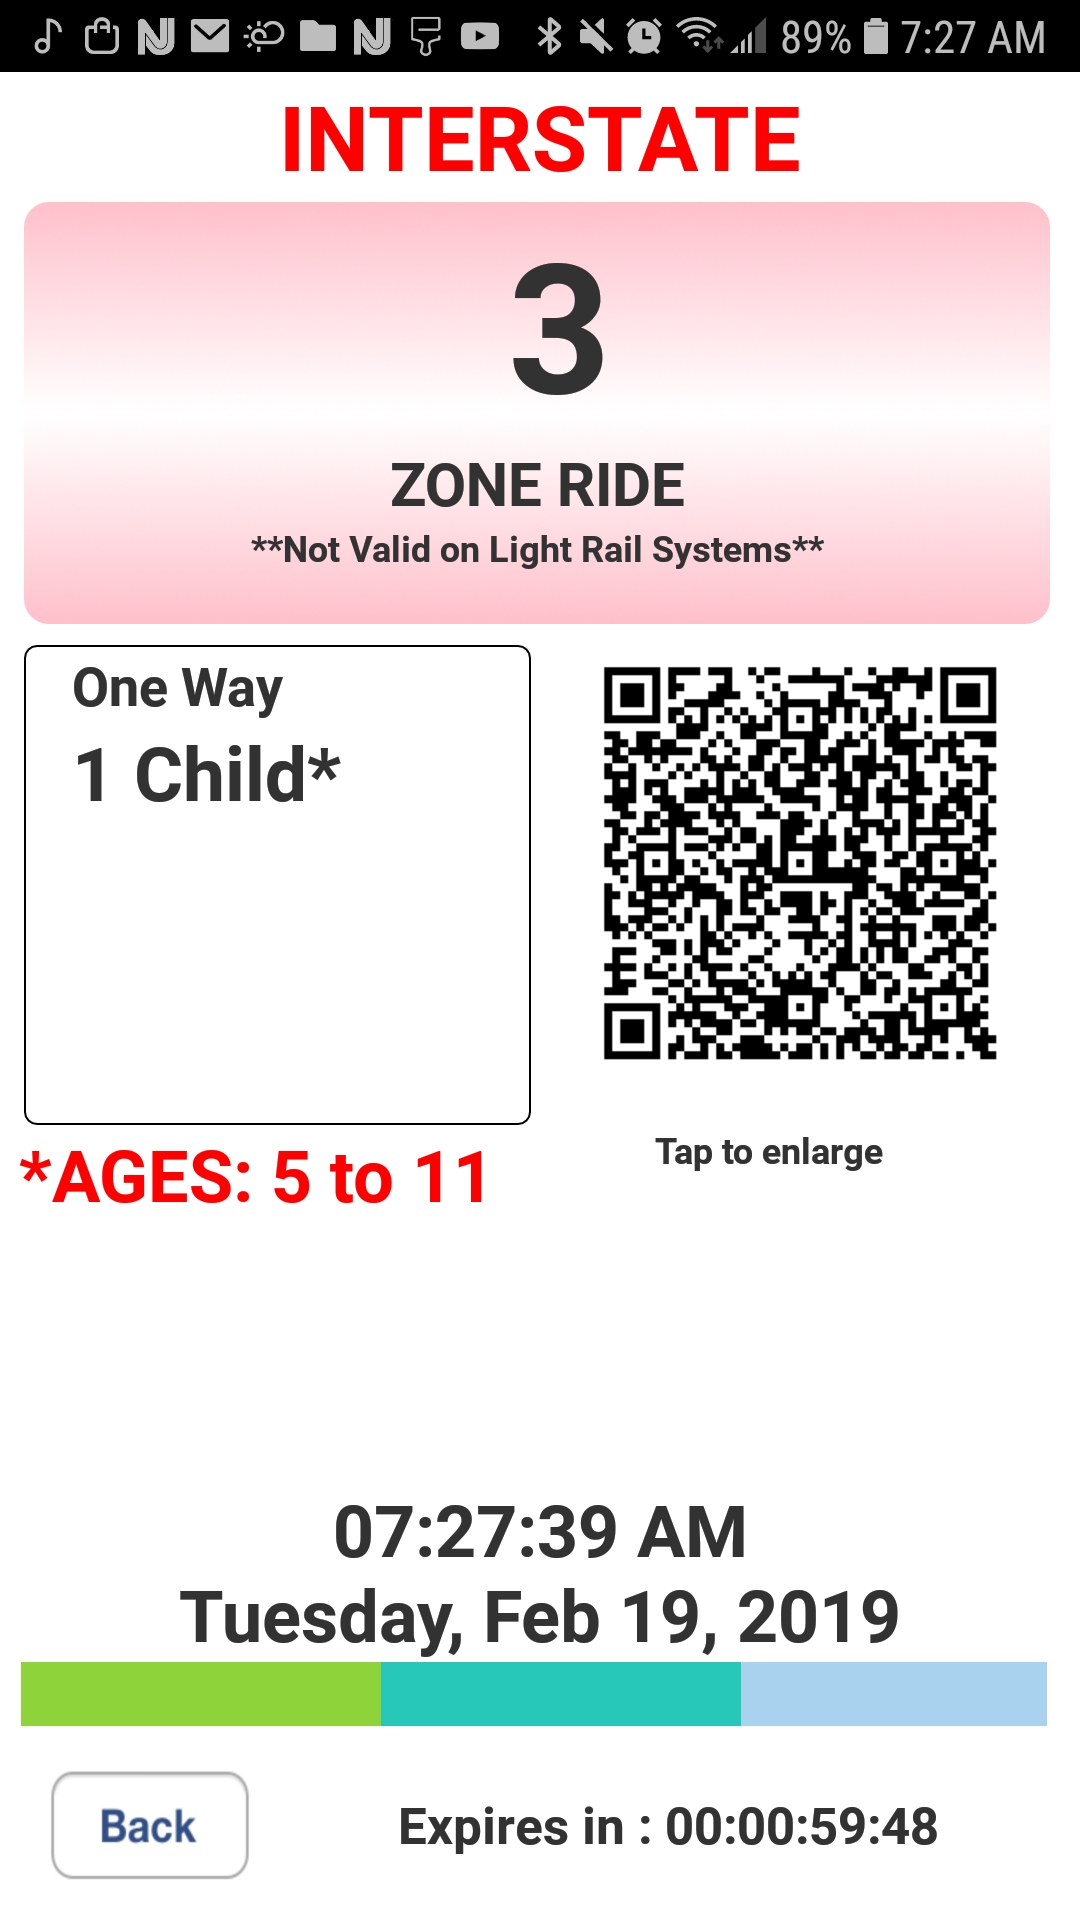 89% 7:27 AM
INTERSTATE
3
ZONE RIDE
**Not Valid on Light Rail Systems**
One Way
1 Child*
Tap to enlarge
*AGES: 5 to 11
07:27:39 AM
Tuesday, Feb 19, 2019
Back
Expires in : 00:00:59:48